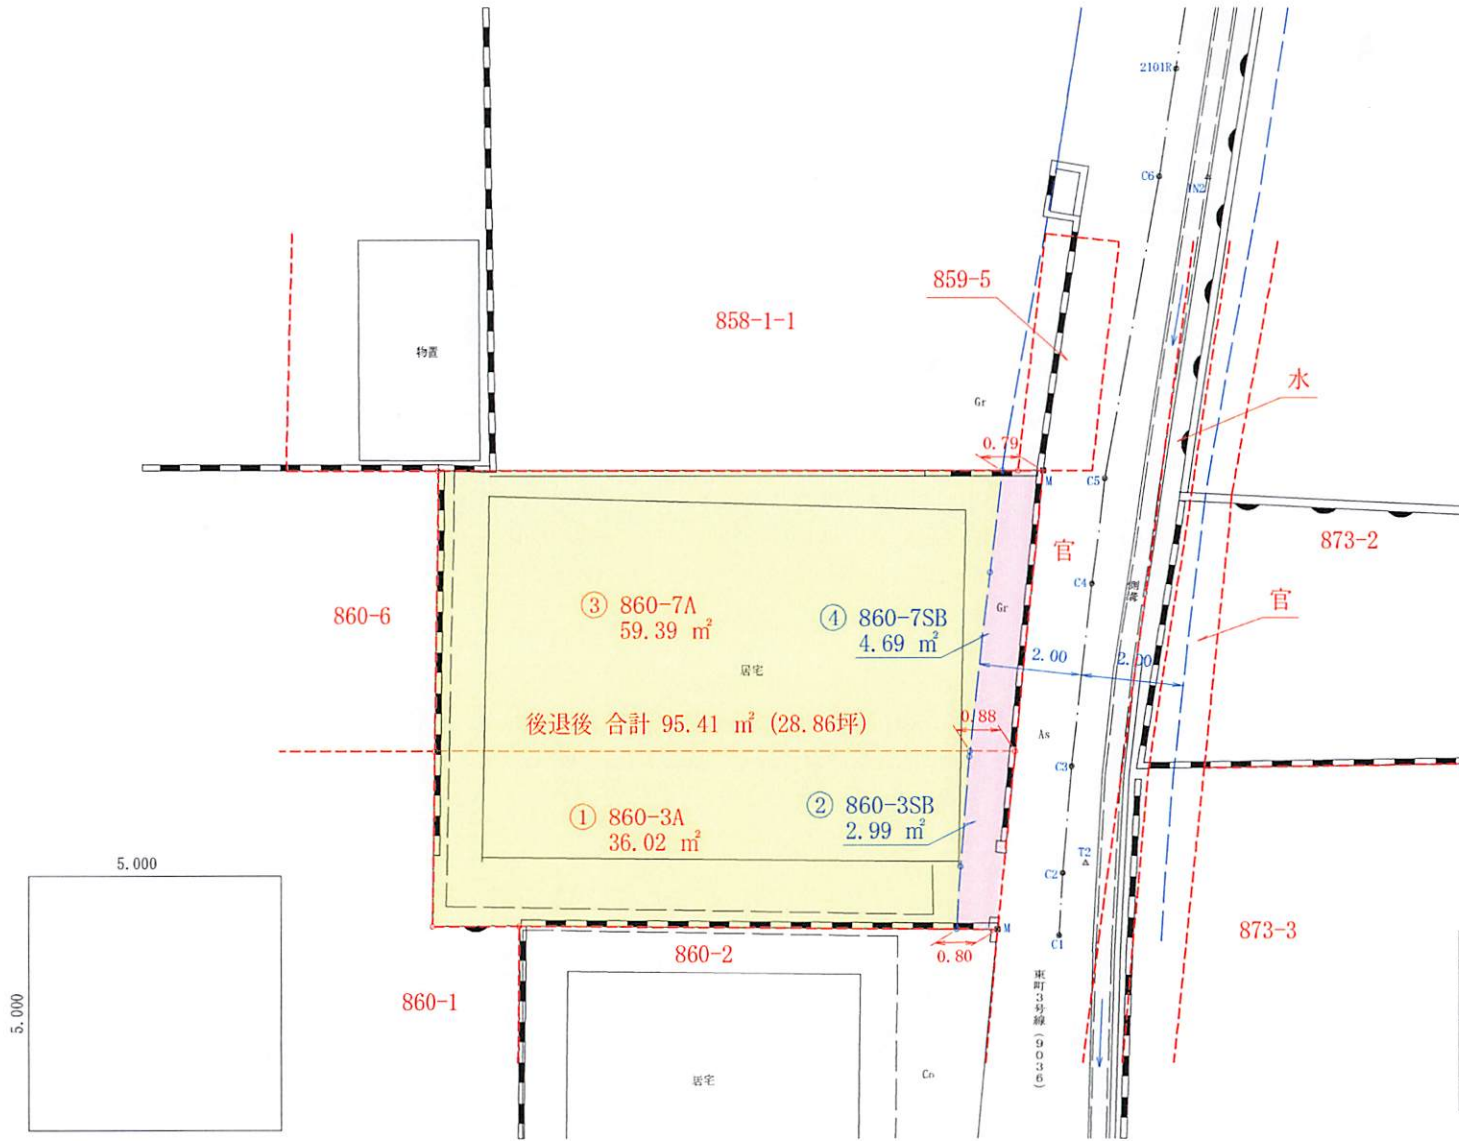 2101R
C6
N2
859-5
858-1-1
物置
水
Gr
0.79
M
C5
873-2
官
C4
側溝
官
③ 860-7A
59.39 ㎡
860-6
④ 860-7SB
4.69 ㎡
Gr
2.00
2.00
居宅
後退後 合計 95.41 ㎡ (28.86坪)
0.88
As
C3
① 860-3A
36.02 ㎡
② 860-3SB
2.99 ㎡
T2
C2
5.000
5.000
M
C1
873-3
860-2
0.80
860-1
東町3号線(9036)
居宅
Co